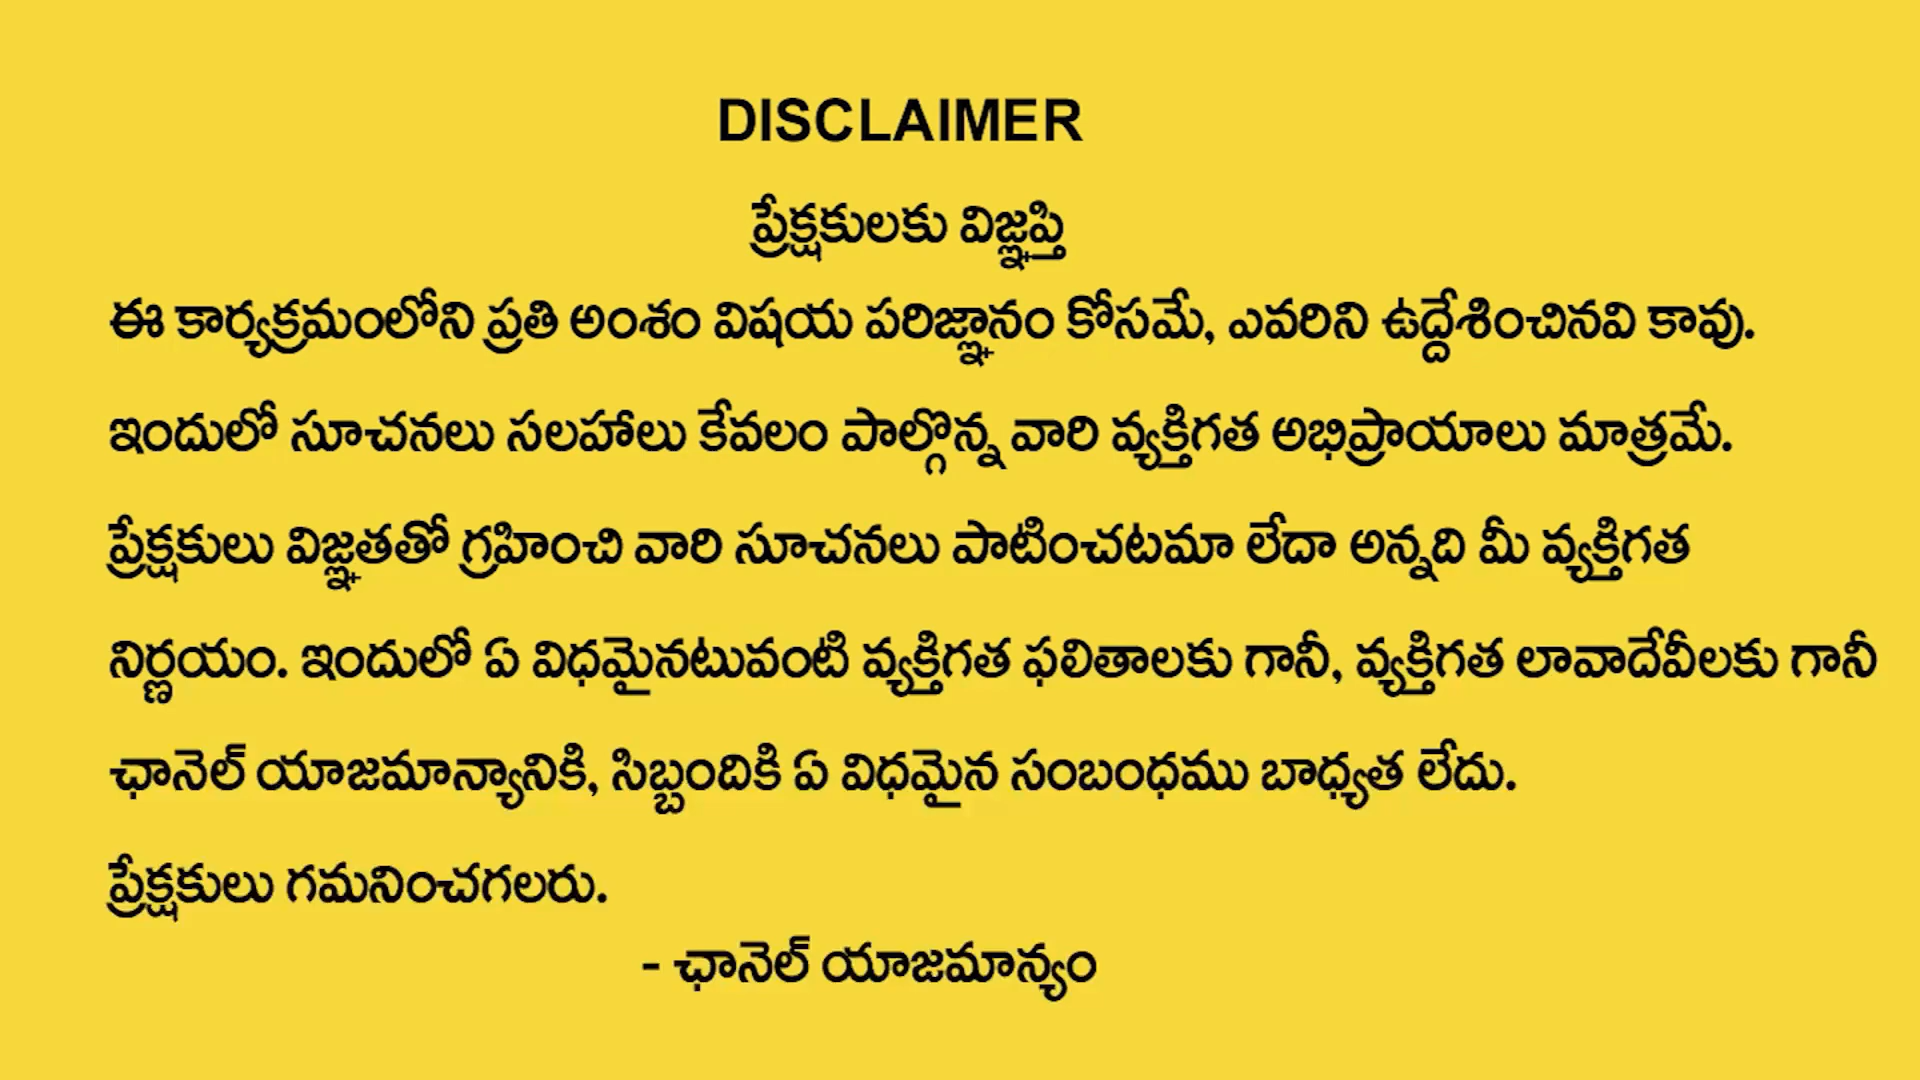 DISCLAIMER
ప్రేక్షకులకు విజ్ఞప్తి
ఈ కార్యక్రమంలోని ప్రతి అంశం విషయ పరిజ్ఞానం కోసమే, ఎవరిని ఉద్దేశించినవి కావు.
ఇందులో సూచనలు సలహాలు కేవలం పాల్గొన్న వారి వ్యక్తిగత అభిప్రాయాలు మాత్రమే.
ప్రేక్షకులు విజ్ఞతతో గ్రహించి వారి సూచనలు పాటించటమా లేదా అన్నది మీ వ్యక్తిగత
నిర్ణయం. ఇందులో ఏ విధమైనటువంటి వ్యక్తిగత ఫలితాలకు గానీ, వ్యక్తిగత లావాదేవీలకు గానీ
ఛానెల్ యాజమాన్యానికి, సిబ్బందికి ఏ విధమైన సంబంధము బాధ్యత లేదు.
ప్రేక్షకులు గమనించగలరు.
- ఛానెల్ యాజమాన్యం